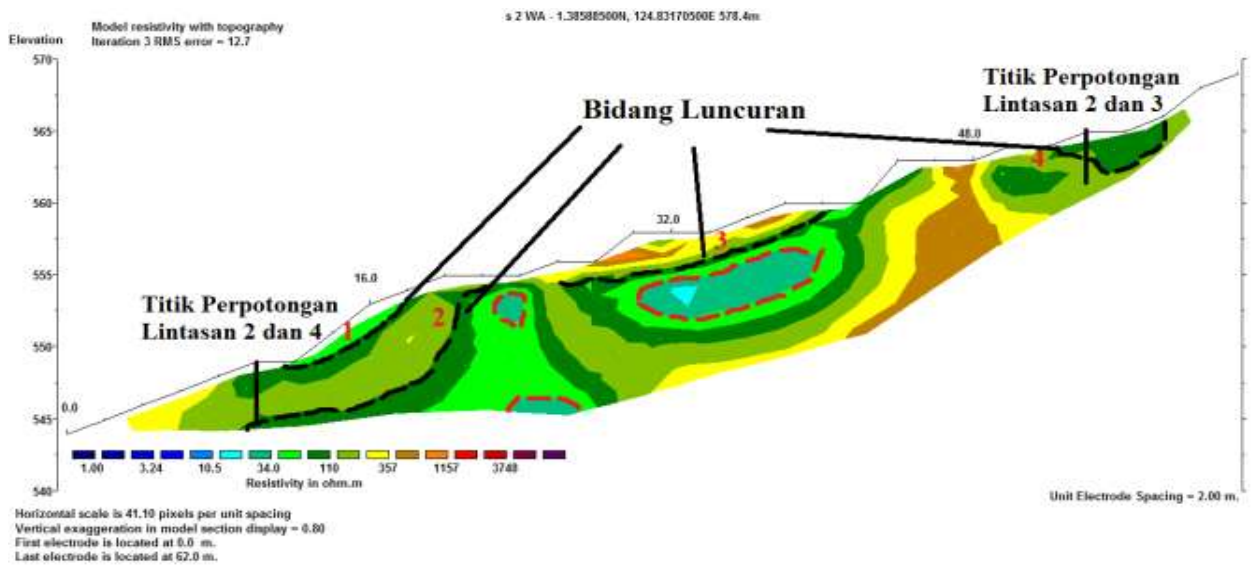 s 2 WA - 1.38588500N, 124.83170500E 578.4m
Model resistivity with topography
Elevation
Iteration 3 RMS error = 12.7
570
Titik Perpotongan
Lintasan 2 dan 3
Bidang Luncuran
565
48.0
4
560
32.0
3
555
16.0
Titik Perpotongan
Lintasan 2 dan 4
1
2
550
0.0
545
540
1.00 3.24 10.5 34.0 110 357 1157 3748
Resistivity in ohm.m
Unit Electrode Spacing = 2.00 m.
Horizontal scale is 41.10 pixels per unit spacing
Vertical exaggeration in model section display = 0.80
First electrode is located at 0.0 m.
Last electrode is located at 62.0 m.